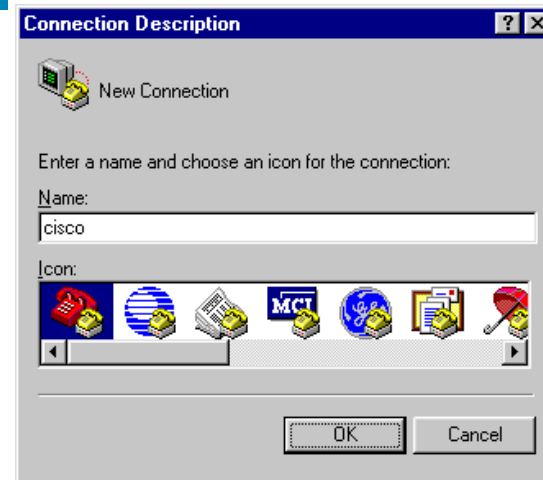 Connection Description
New Connection
Enter a name and choose an icon for the connection:
Name:
cisco
Icon:
MCI
OK
Cancel